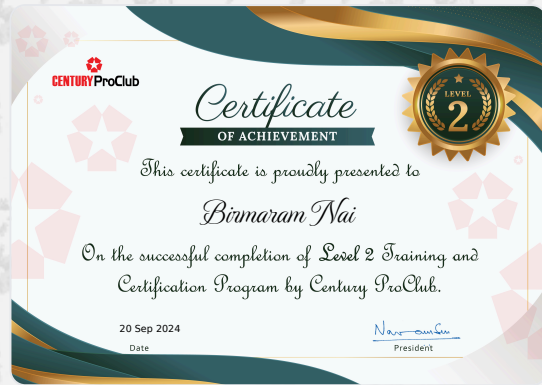 CENTURY ProClub
LEVEL
2
Certificate
OF ACHIEVEMENT
This certificate is proudly presented to
Birmaram Nai
On the successful completion of Level 2 Training and
Certification Program by Century ProClub.
20 Sep 2024
Date
President